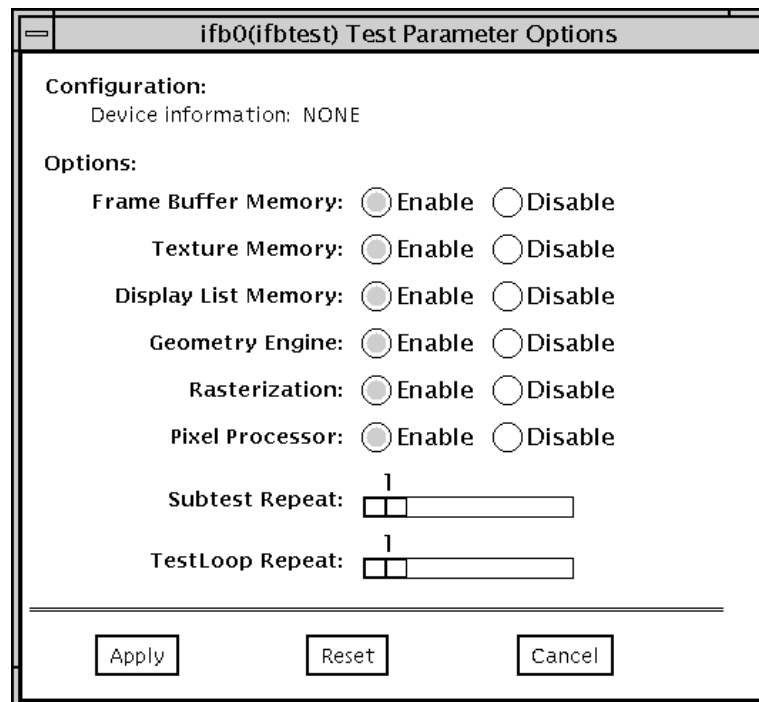 ifb0(ifbtest) Test Parameter Options
Configuration:
Device information: NONE
Options:
Frame Buffer Memory: Enable Disable
Texture Memory: Enable Disable
Display List Memory: Enable Disable
Geometry Engine: Enable Disable
Rasterization: Enable Disable
Pixel Processor: Enable Disable
1
Subtest Repeat:
1
TestLoop Repeat:
Apply Reset Cancel